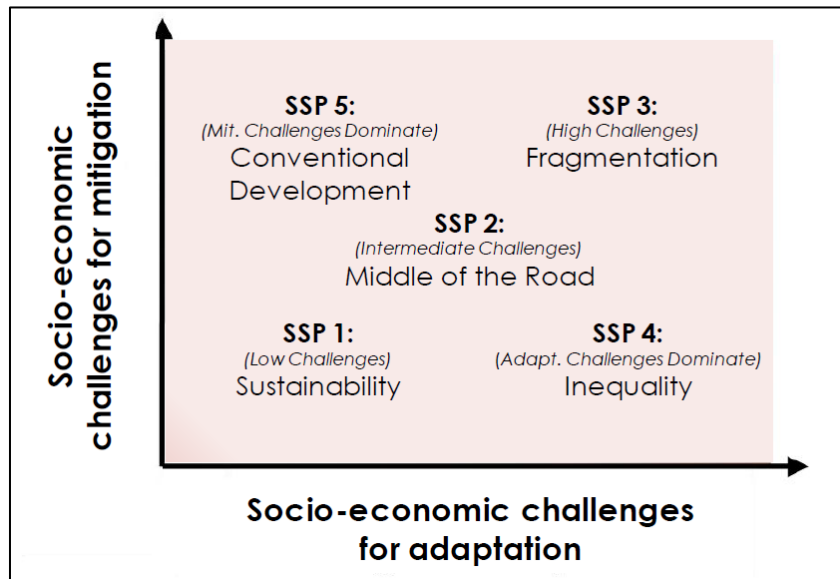 Socio-economic
challenges for mitigation
SSP 5:
(Mit. Challenges Dominate)
Conventional
Development
SSP 3:
(High Challenges)
Fragmentation
SSP 2:
(Intermediate Challenges)
Middle of the Road
SSP 1:
(Low Challenges)
Sustainability
SSP 4:
(Adapt. Challenges Dominate)
Inequality
Socio-economic challenges
for adaptation